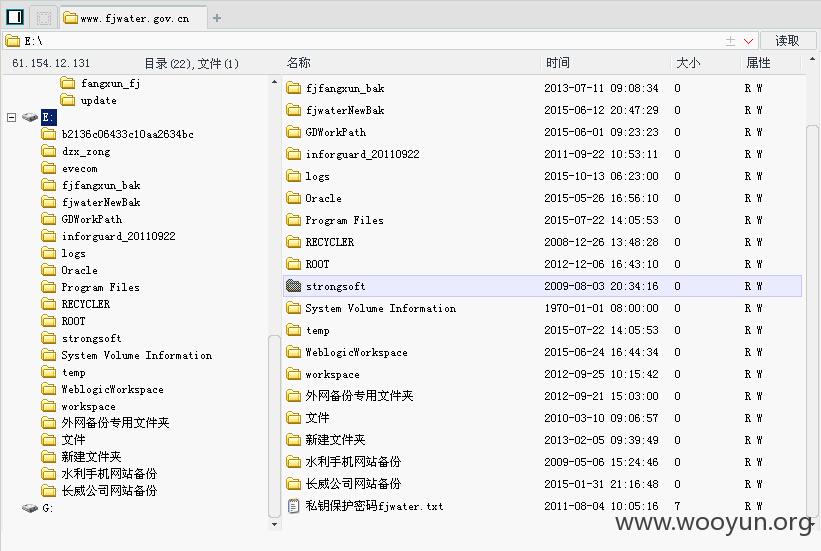 www.fjwater.gov.cn
E:\
读取
61.154.12.131 目录(22),文件(1)
名称 时间 大小 属性
fangxun_fj
update
E:
b2136c06433c10aa2634bc
dzx_zong
evecom
fjfangxun_bak
fjwaterNewBak
GDWorkPath
inforguard_20110922
logs
Oracle
Program Files
RECYCLER
ROOT
strongsoft
System Volume Information
temp
WeblogicWorkspace
workspace
外网备份专用文件夹
文件
新建文件夹
水利手机网站备份
长威公司网站备份
G:
fjfangxun_bak 2013-07-11 09:08:34 0 R W
fjwaterNewBak 2015-06-12 20:47:29 0 R W
GDWorkPath 2015-06-01 09:23:23 0 R W
inforguard_20110922 2011-09-22 10:53:11 0 R W
logs 2015-10-13 06:23:00 0 R W
Oracle 2015-05-26 16:56:10 0 R W
Program Files 2015-07-22 14:05:53 0 R W
RECYCLER 2008-12-26 13:48:28 0 R W
ROOT 2012-12-06 16:43:10 0 R W
strongsoft 2009-08-03 20:34:16 0 R W
System Volume Information 1970-01-01 08:00:00 0 R W
temp 2015-07-22 14:05:53 0 R W
WeblogicWorkspace 2015-06-24 16:44:34 0 R W
workspace 2012-09-25 10:15:42 0 R W
外网备份专用文件夹 2012-09-21 15:03:00 0 R W
文件 2010-03-10 09:06:57 0 R W
新建文件夹 2013-02-05 09:39:49 0 R W
水利手机网站备份 2009-05-06 15:24:46 0 R W
长威公司网站备份 2015-01-31 21:16:48 0 R W
私钥保护密码fjwater.txt 2011-08-04 10:05:16 7 R W
www.wooyun.org